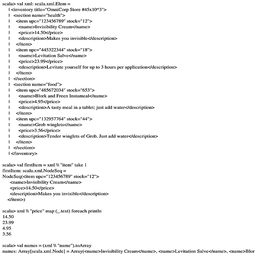 scala> val xml: scala.xml.Elem =
| <inventory title="OmniCorp Store #45x10^3">
| <section name="health">
| <item upc="123456789" stock="12">
| <name>Invisibility Cream</name>
| <price>14.50</price>
| <description>Makes you invisible</description>
| </item>
| <item upc="445322344" stock="18">
| <name>Levitation Salve</name>
| <price>23.99</price>
| <description>Levitate yourself for up to 3 hours per application</description>
| </item>
| </section>
| <section name="food">
| <item upc="485672034" stock="653">
| <name>Blork and Freen Instameal</name>
| <price>4.95</price>
| <description>A tasty meal in a tablet; just add water</description>
| </item>
| <item upc="132957764" stock="44">
| <name>Grob winglets</name>
| <price>3.56</price>
| <description>Tender winglets of Grob. Just add water</description>
| </item>
| </section>
| </inventory>
scala> val firstItem = xml \\ "item" take 1
firstItem: scala.xml.NodeSeq =
NodeSeq(<item upc="123456789" stock="12">
<name>Invisibility Cream</name>
<price>14.50</price>
<description>Makes you invisible</description>
</item>)
scala> xml \\ "price" map (_.text) foreach println
14.50
23.99
4.95
3.56
scala> val names = (xml \\ "name").toArray
names: Array[scala.xml.Node] = Array(<name>Invisibility Cream</name>, <name>Levitation Salve</name>, <name>Blor